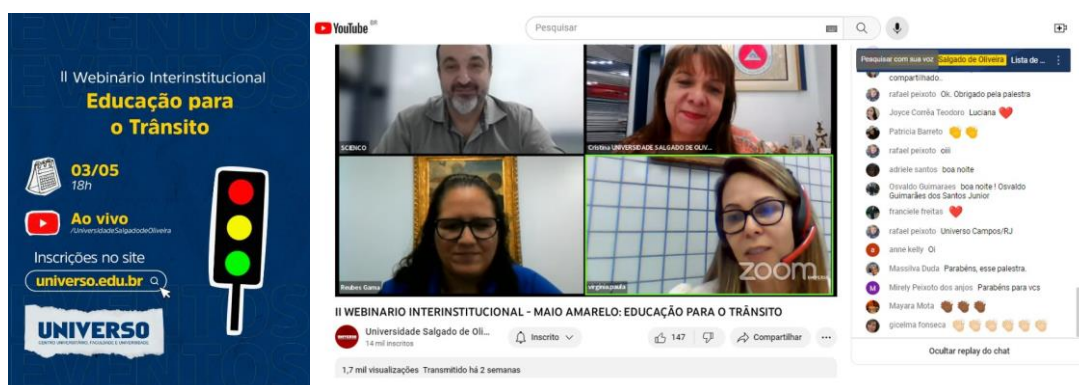 EVENTOS
II Webinário Interinstitucional
Educação para
o Trânsito
03/05
18h
Ao vivo
/UniversidadeSalgadodeOliveira
Inscrições no site
universo.edu.br
UNIVERSO
CENTRO UNIVERSITÁRIO, FACULDADE E UNIVERSIDADE
YouTube BR
Pesquisar
SCIENCO
Cristina UNIVERSIDADE SALGADO DE OLIV...
Reubes Gama
virginia.paula
zoom
II WEBINARIO INTERINSTITUCIONAL - MAIO AMARELO: EDUCAÇÃO PARA O TRÂNSITO
Universidade Salgado de Oli...
14 mil inscritos
Inscrito
147
Compartilhar
1,7 mil visualizações Transmitido há 2 semanas
Pesquisar com sua voz Salgado de Oliveira Lista de ...
compartilhado..
rafael peixoto Ok. Obrigado pela palestra
Joyce Corrêa Teodoro Luciana ❤️
Patricia Barreto 👏 👏
rafael peixoto oiii
adriele santos boa noite
Osvaldo Guimaraes boa noite ! Osvaldo
Guimarães dos Santos Junior
franciele freitas ❤️
rafael peixoto Universo Campos/RJ
a anne kelly Oi
Massilva Duda Parabéns, esse palestra.
M Mirely Peixoto dos anjos Parabéns para vcs
Mayara Mota 👏🏾 👏🏾 👏🏾
gicelma fonseca 👏🏻 👏🏻 👏🏻 👏🏻 👏🏻 👏🏻
Ocultar replay do chat